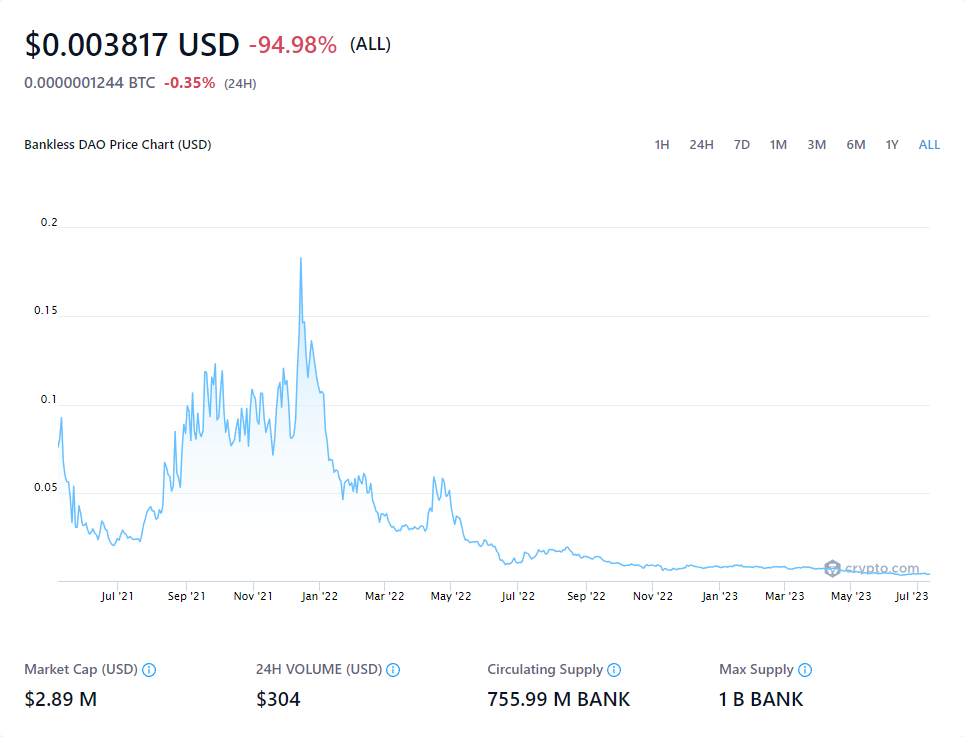 $0.003817 USD -94.98% (ALL)
0.0000001244 BTC -0.35% (24H)
Bankless DAO Price Chart (USD) 1H 24H 7D 1M 3M 6M 1Y ALL
0.2
0.15
0.1
0.05
crypto.com
Jul '21 Sep '21 Nov '21 Jan '22 Mar '22 May '22 Jul '22 Sep '22 Nov '22 Jan '23 Mar '23 May '23 Jul '23
Market Cap (USD) 24H VOLUME (USD) Circulating Supply Max Supply
$2.89 M $304 755.99 M BANK 1 B BANK